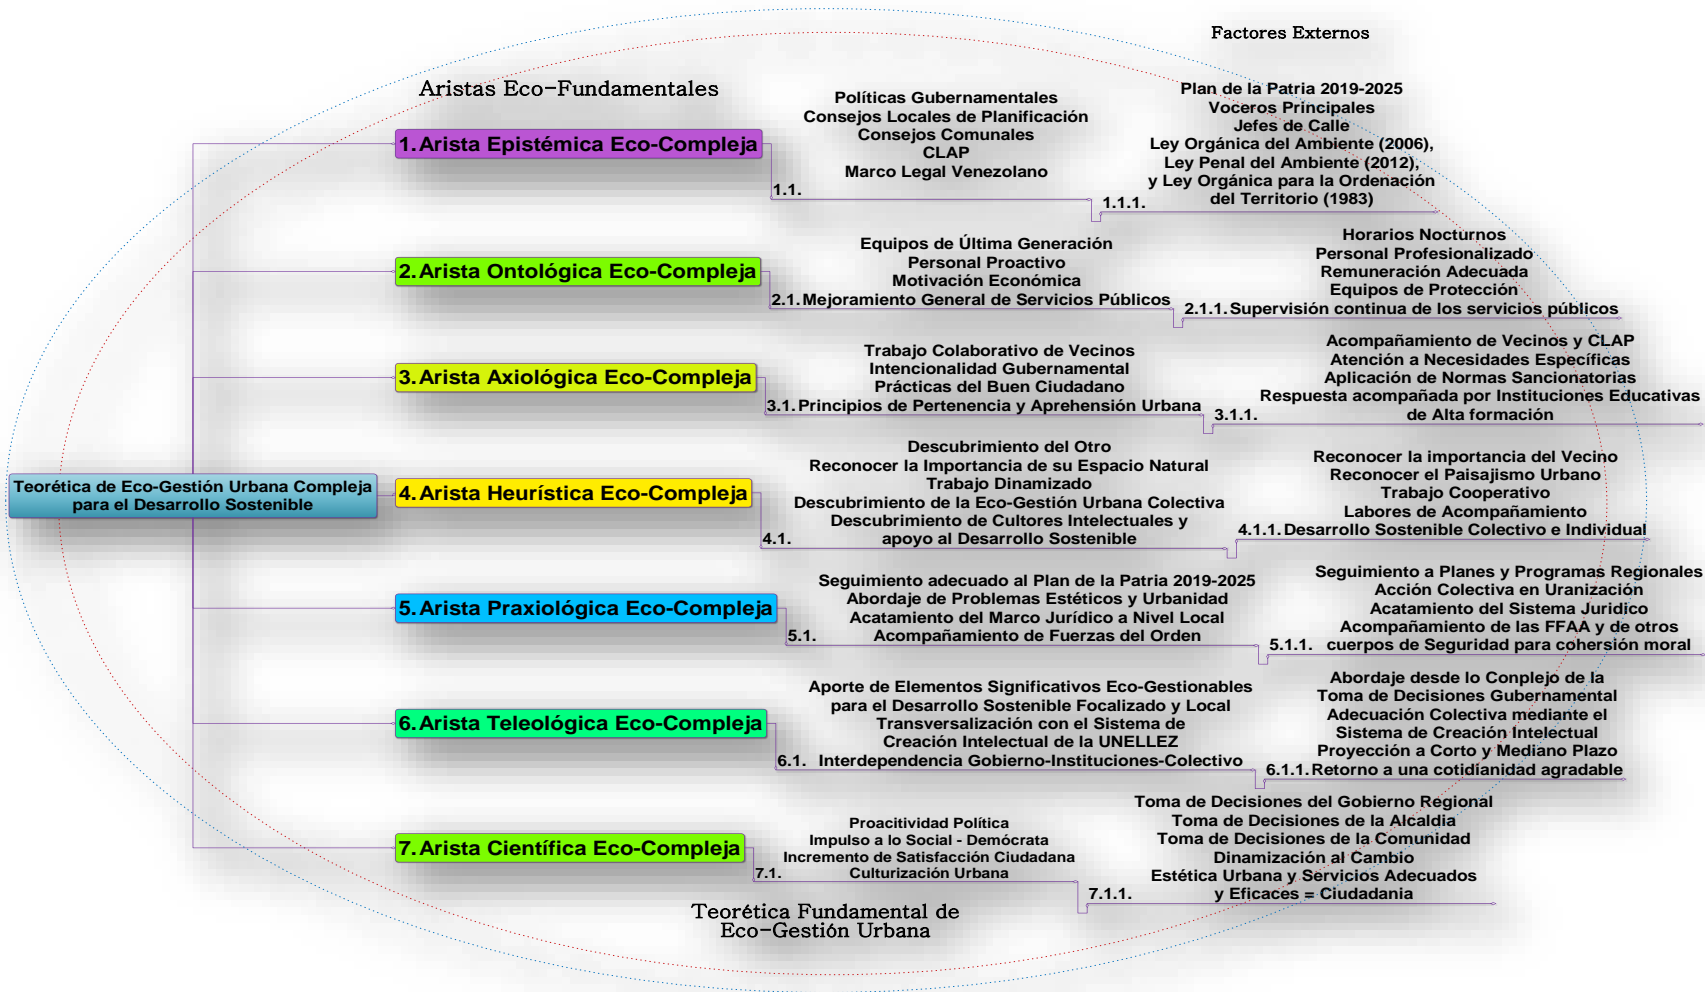 Factores Externos
Aristas Eco-Fundamentales
Teorética de Eco-Gestión Urbana Compleja
para el Desarrollo Sostenible
1. Arista Epistémica Eco-Compleja
Políticas Gubernamentales
Consejos Locales de Planificación
Consejos Comunales
CLAP
Marco Legal Venezolano
1.1.
Plan de la Patria 2019-2025
Voceros Principales
Jefes de Calle
Ley Orgánica del Ambiente (2006),
Ley Penal del Ambiente (2012),
y Ley Orgánica para la Ordenación
del Territorio (1983)
1.1.1.
2. Arista Ontológica Eco-Compleja
Equipos de Última Generación
Personal Proactivo
Motivación Económica
2.1. Mejoramiento General de Servicios Públicos
Horarios Nocturnos
Personal Profesionalizado
Remuneración Adecuada
Equipos de Protección
2.1.1. Supervisión continua de los servicios públicos
3. Arista Axiológica Eco-Compleja
Trabajo Colaborativo de Vecinos
Intencionalidad Gubernamental
Prácticas del Buen Ciudadano
3.1. Principios de Pertenencia y Aprehensión Urbana
Acompañamiento de Vecinos y CLAP
Atención a Necesidades Específicas
Aplicación de Normas Sancionatorias
Respuesta acompañada por Instituciones Educativas
3.1.1. de Alta formación
4. Arista Heurística Eco-Compleja
Descubrimiento del Otro
Reconocer la Importancia de su Espacio Natural
Trabajo Dinamizado
Descubrimiento de la Eco-Gestión Urbana Colectiva
Descubrimiento de Cultores Intelectuales y
4.1. apoyo al Desarrollo Sostenible
Reconocer la importancia del Vecino
Reconocer el Paisajismo Urbano
Trabajo Cooperativo
Labores de Acompañamiento
4.1.1. Desarrollo Sostenible Colectivo e Individual
5. Arista Praxiológica Eco-Compleja
Seguimiento adecuado al Plan de la Patria 2019-2025
Abordaje de Problemas Estéticos y Urbanidad
Acatamiento del Marco Jurídico a Nivel Local
5.1. Acompañamiento de Fuerzas del Orden
Seguimiento a Planes y Programas Regionales
Acción Colectiva en Uranización
Acatamiento del Sistema Juridico
Acompañamiento de las FFAA y de otros
5.1.1. cuerpos de Seguridad para cohersión moral
6. Arista Teleológica Eco-Compleja
Aporte de Elementos Significativos Eco-Gestionables
para el Desarrollo Sostenible Focalizado y Local
Transversalización con el Sistema de
Creación Intelectual de la UNELLEZ
6.1. Interdependencia Gobierno-Instituciones-Colectivo
Abordaje desde lo Conplejo de la
Toma de Decisiones Gubernamental
Adecuación Colectiva mediante el
Sistema de Creación Intelectual
Proyección a Corto y Mediano Plazo
6.1.1. Retorno a una cotidianidad agradable
7. Arista Científica Eco-Compleja
Proacitividad Política
Impulso a lo Social - Demócrata
Incremento de Satisfacción Ciudadana
7.1. Culturización Urbana
Toma de Decisiones del Gobierno Regional
Toma de Decisiones de la Alcaldia
Toma de Decisiones de la Comunidad
Dinamización al Cambio
Estética Urbana y Servicios Adecuados
7.1.1. y Eficaces = Ciudadania
Teorética Fundamental de
Eco-Gestión Urbana